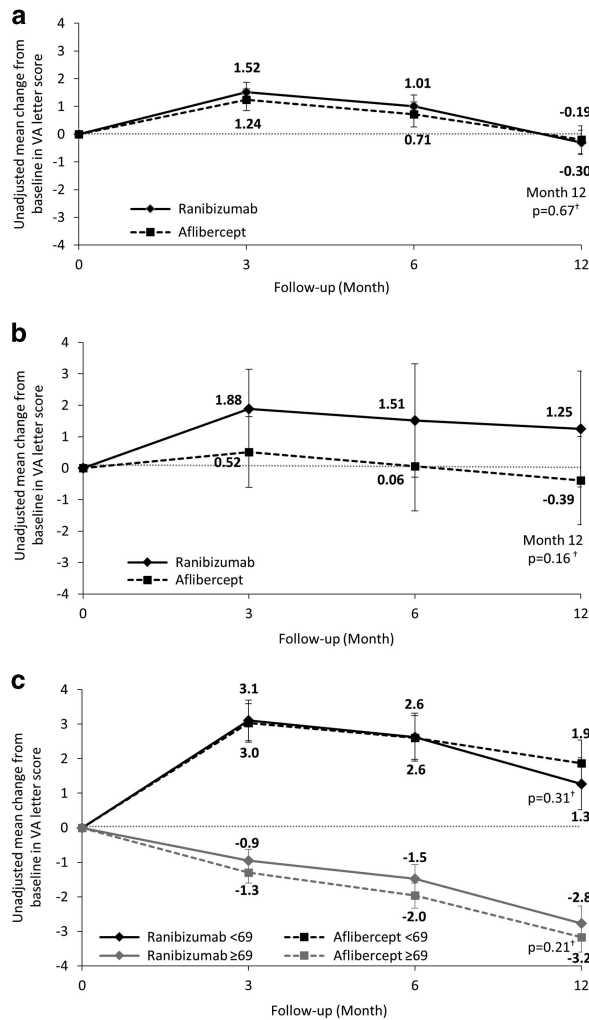 a
Unadjusted mean change from
baseline in VA letter score
4
3
2
1
0
-1
-2
-3
-4
1.52
1.24
1.01
0.71
-0.19
-0.30
Month 12
p=0.67†
Ranibizumab
Aflibercept
0
3
6
12
Follow-up (Month)
b
Unadjusted mean change from
baseline in VA letter score
4
3
2
1
0
-1
-2
-3
-4
1.88
0.52
1.51
0.06
1.25
-0.39
Month 12
p=0.16 †
Ranibizumab
Aflibercept
0
3
6
12
Follow-up (Month)
c
Unadjusted mean change from
baseline in VA letter score
4
3
2
1
0
-1
-2
-3
-4
3.1
3.0
2.6
2.6
1.9
p=0.31†
1.3
-0.9
-1.3
-1.5
-2.0
-2.8
p=0.21†
-3.2
Ranibizumab <69
Aflibercept <69
Ranibizumab ≥69
Aflibercept ≥69
0
3
6
12
Follow-up (Month)